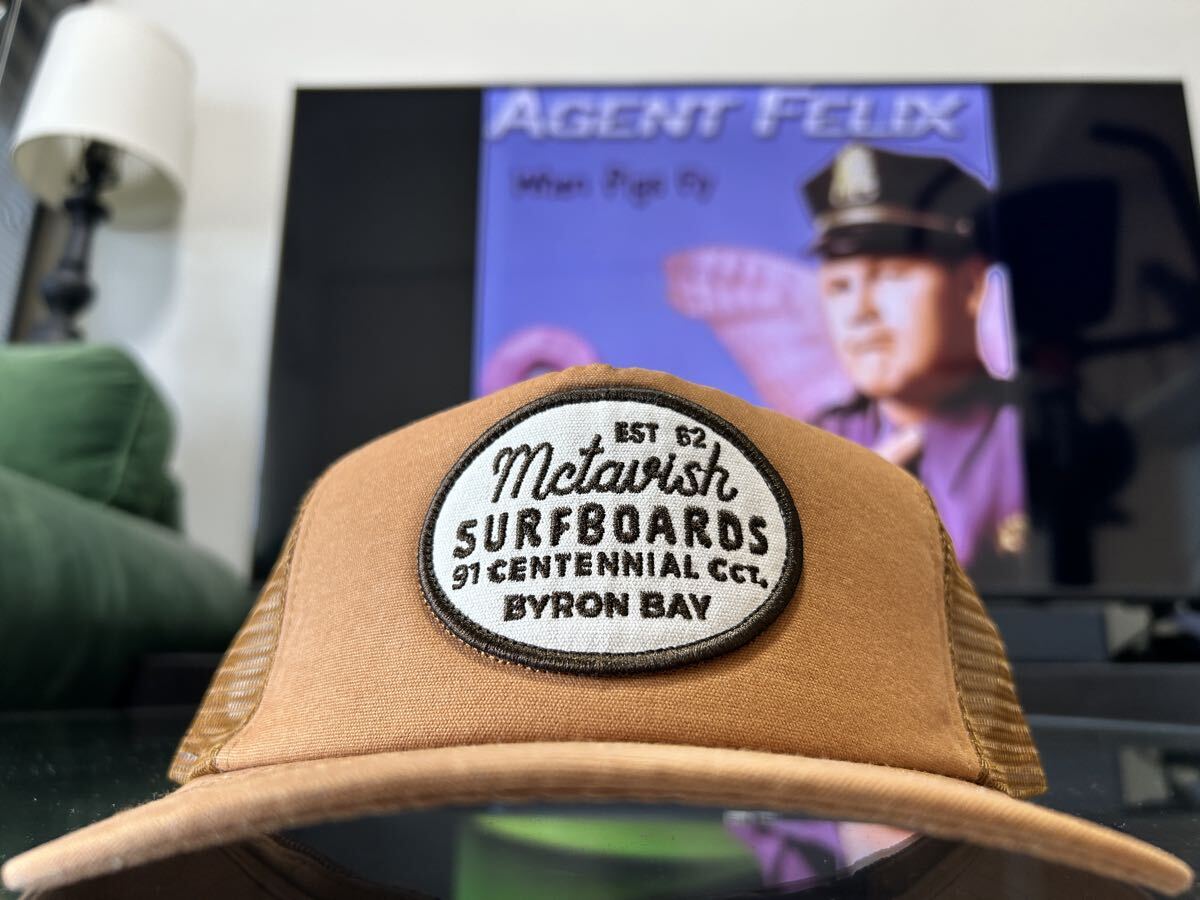 AGENT FELIX
When Pigs Fly
EST 62
Mctavish
SURFBOARDS
91 CENTENNIAL CCT.
BYRON BAY